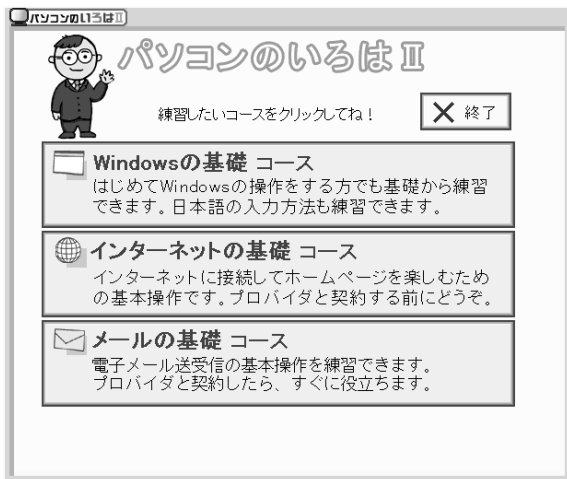 パソコンのいろはⅡ
パソコンのいろはⅡ
練習したいコースをクリックしてね！
終了
Windowsの基礎 コース
はじめてWindowsの操作をする方でも基礎から練習
できます。日本語の入力方法も練習できます。
インターネットの基礎 コース
インターネットに接続してホームページを楽しむため
の基本操作です。プロバイダと契約する前にどうぞ。
メールの基礎 コース
電子メール送受信の基本操作を練習できます。
プロバイダと契約したら、すぐに役立ちます。